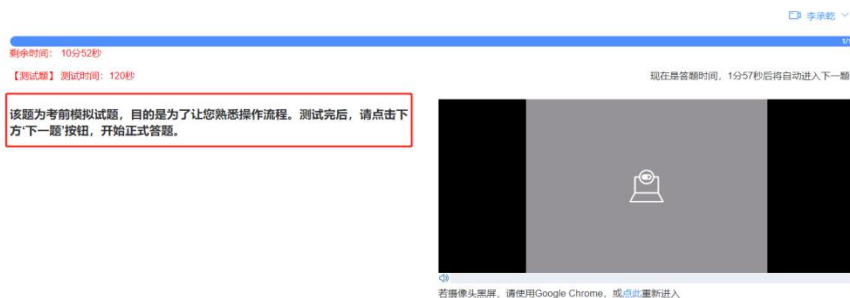 李承乾
1/1
剩余时间： 10分52秒
【测试题】 测试时间：120秒
现在是答题时间，1分57秒后将自动进入下一题
该题为考前模拟试题，目的是为了让您熟悉操作流程。测试完后，请点击下
方‘下一题’按钮，开始正式答题。
若摄像头黑屏，请使用Google Chrome，或点此重新进入